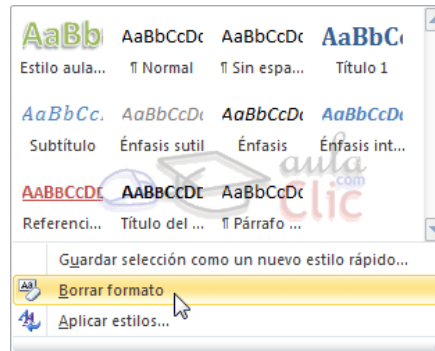 AaBb AaBbCcDc AaBbCcDc AaBbC
Estilo aula... ¶ Normal ¶ Sin espa... Título 1
AaBbCc. AaBbCcDc AaBbCcDc AaBbCcDc
Subtítulo Énfasis sutil Énfasis Énfasis int...
AABBCCDE AABBCCDE AaBbCcDc
Referenci... Título del ... ¶ Párrafo ...
aula
Clic
.com
Guardar selección como un nuevo estilo rápido...
Borrar formato
Aplicar estilos...